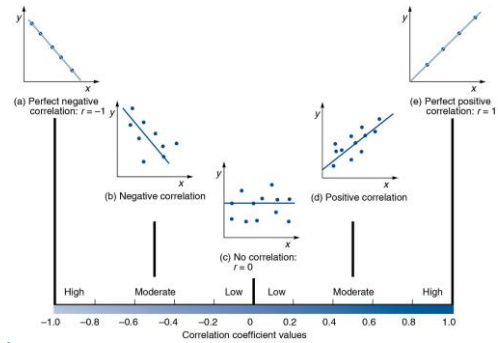 y
x
(a) Perfect negative
correlation: r = –1
y
x
(b) Negative correlation
y
x
(c) No correlation:
r = 0
y
x
(d) Positive correlation
y
x
(e) Perfect positive
correlation: r = 1
High Moderate Low Low Moderate High
–1.0 –0.8 –0.6 –0.4 –0.2 0 0.2 0.4 0.6 0.8 1.0
Correlation coefficient values